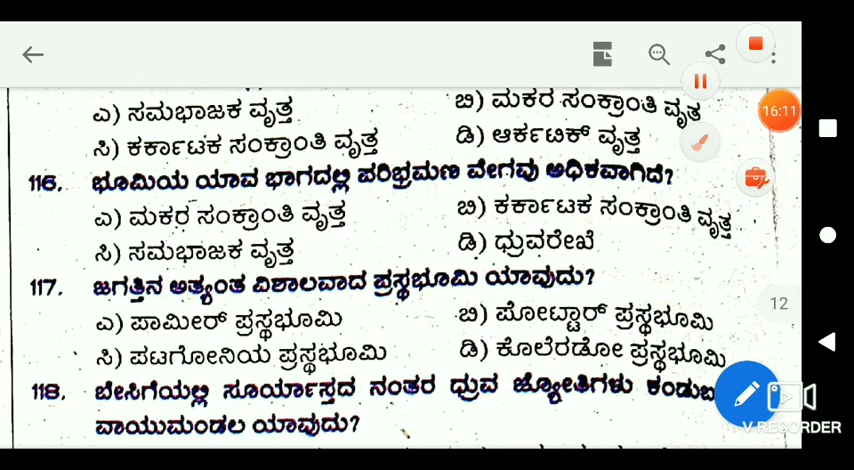 16:11
ಎ) ಸಮಭಾಜಕ ವೃತ್ತ ಬಿ) ಮಕರ ಸಂಕ್ರಾಂತಿ ವೃತ
ಸಿ) ಕರ್ಕಾಟಕ ಸಂಕ್ರಾಂತಿ ವೃತ್ತ ಡಿ) ಆರ್ಕಟಿಕ್ ವೃತ್ತ
116. ಭೂಮಿಯ ಯಾವ ಭಾಗದಲ್ಲಿ ಪರಿಭ್ರಮಣ ವೇಗವು ಅಧಿಕವಾಗಿದೆ?
ಎ) ಮಕರ ಸಂಕ್ರಾಂತಿ ವೃತ್ತ ಬಿ) ಕರ್ಕಾಟಕ ಸಂಕ್ರಾಂತಿ ವೃತ್ತ
ಸಿ) ಸಮಭಾಜಕ ವೃತ್ತ ಡಿ) ಧ್ರುವರೇಖೆ
117. ಜಗತ್ತಿನ ಅತ್ಯಂತ ವಿಶಾಲವಾದ ಪ್ರಸ್ಥಭೂಮಿ ಯಾವುದು?
12
ಎ) ಪಾಮೀರ್ ಪ್ರಸ್ಥಭೂಮಿ ಬಿ) ಪೋಟ್ಟಾರ್ ಪ್ರಸ್ಥಭೂಮಿ
ಸಿ) ಪಟಗೋನಿಯ ಪ್ರಸ್ಥಭೂಮಿ ಡಿ) ಕೊಲೆರಡೋ ಪ್ರಸ್ಥಭೂಮಿ
118. ಬೇಸಿಗೆಯಲ್ಲಿ ಸೂರ್ಯಾಸ್ತದ ನಂತರ ಧ್ರುವ ಜ್ಯೋತಿಗಳು ಕಂಡುಬ
ವಾಯುಮಂಡಲ ಯಾವುದು?
V RECORDER